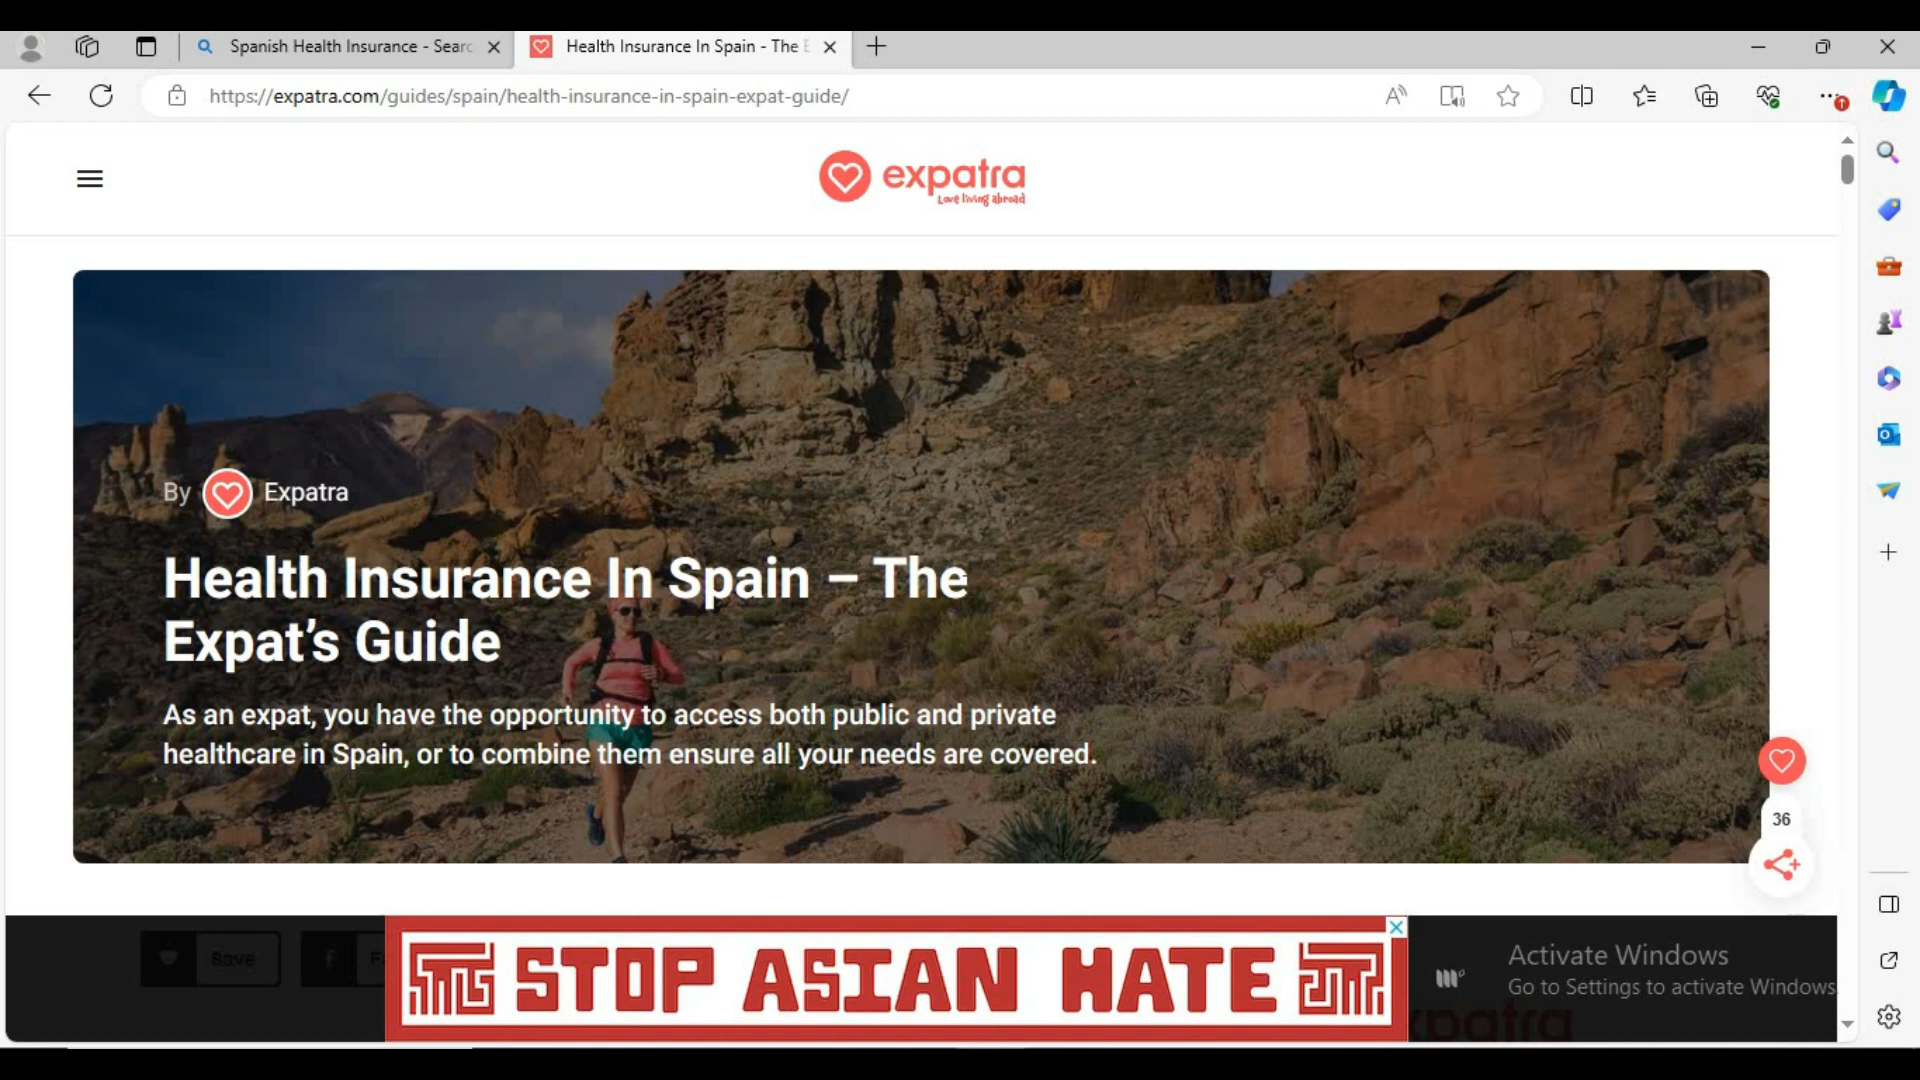 Spanish Health Insurance - Searc
Health Insurance In Spain - The E
https://expatra.com/guides/spain/health-insurance-in-spain-expat-guide/
expatra
Love living abroad
By Expatra
Health Insurance In Spain – The
Expat's Guide
As an expat, you have the opportunity to access both public and private
healthcare in Spain, or to combine them ensure all your needs are covered.
36
Save
F
STOP ASIAN HATE
Activate Windows
Go to Settings to activate Windows.
xpatra